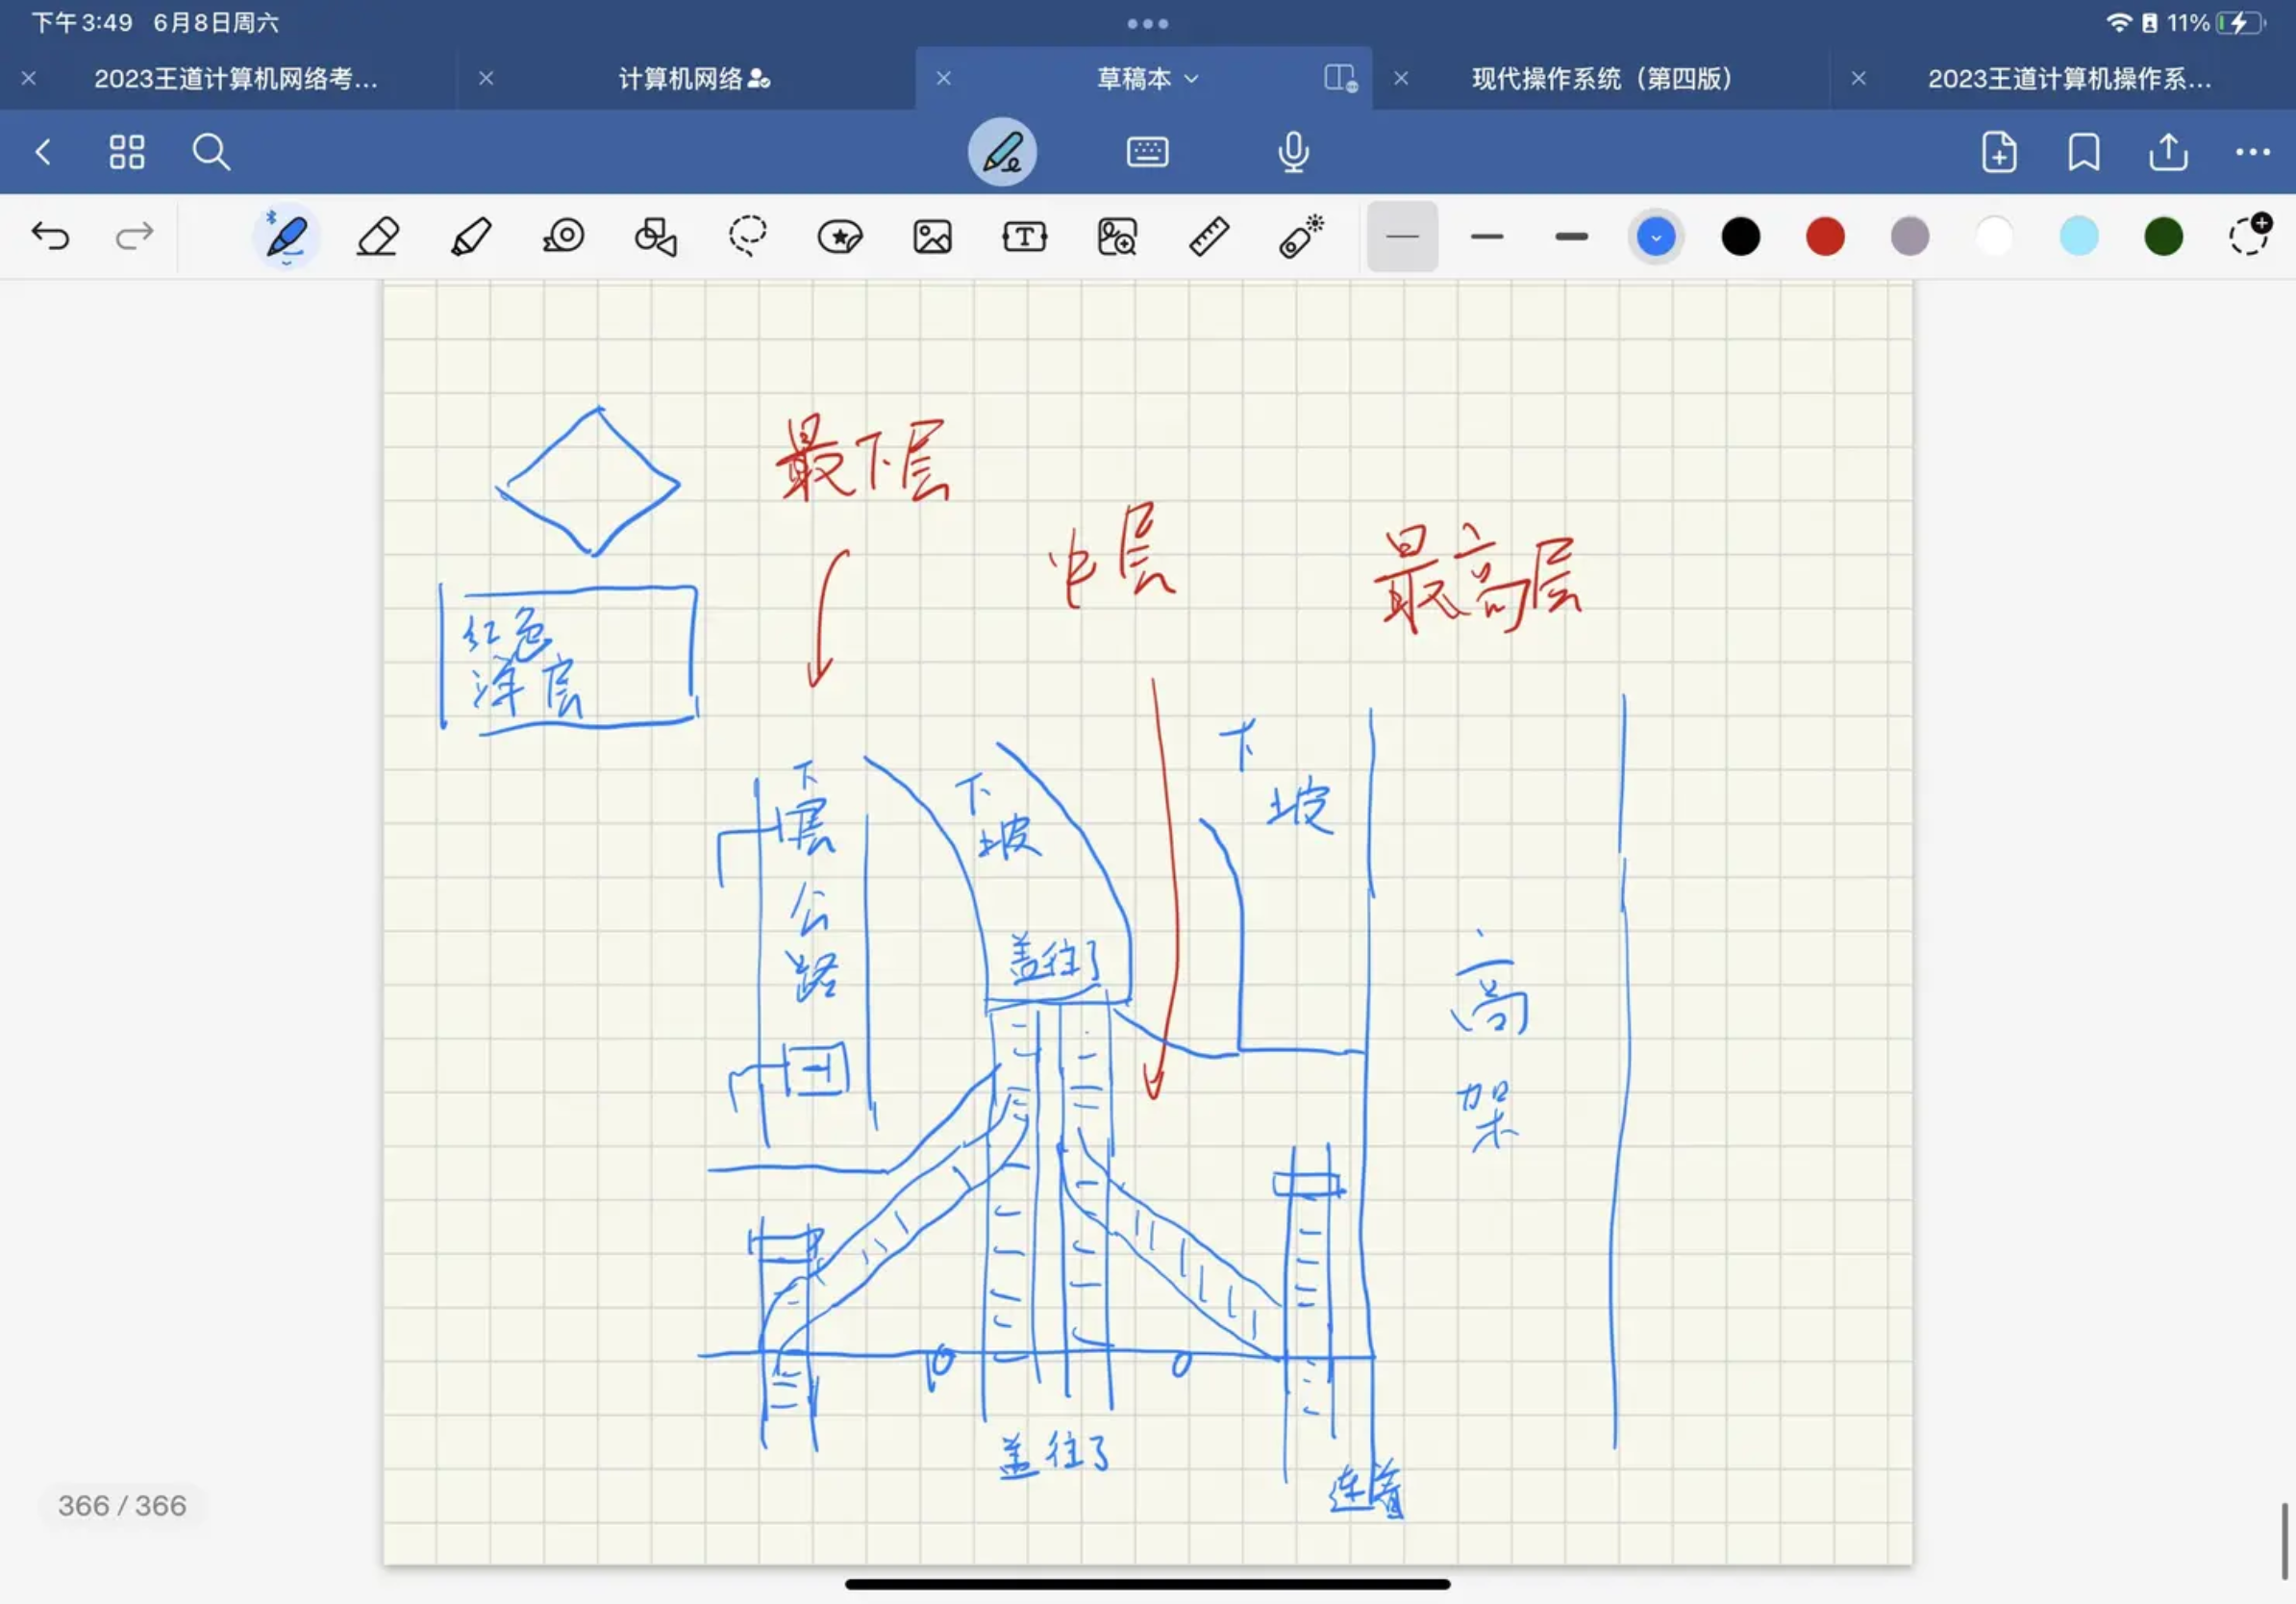 下午3:49 6月8日周六
11%
2023王道计算机网络考...
计算机网络
草稿本
现代操作系统（第四版）
2023王道计算机操作系...
最下层
中层
最高层
红色
涂层
下
坡
下
层
公
路
下
坡
盖住了
高
架
盖住了
连着
366 / 366